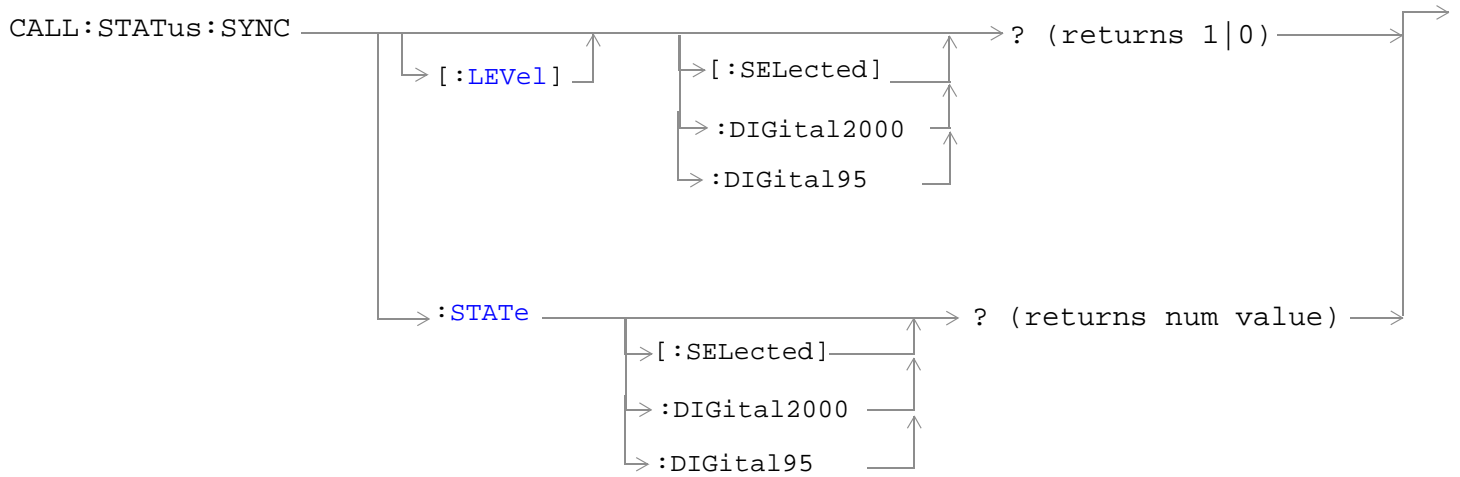 CALL:STATus:SYNC ? (returns 1|0)
[:LEVel] [:SELected]
:DIGital2000
:DIGital95
:STATe ? (returns num value)
[:SELected]
:DIGital2000
:DIGital95